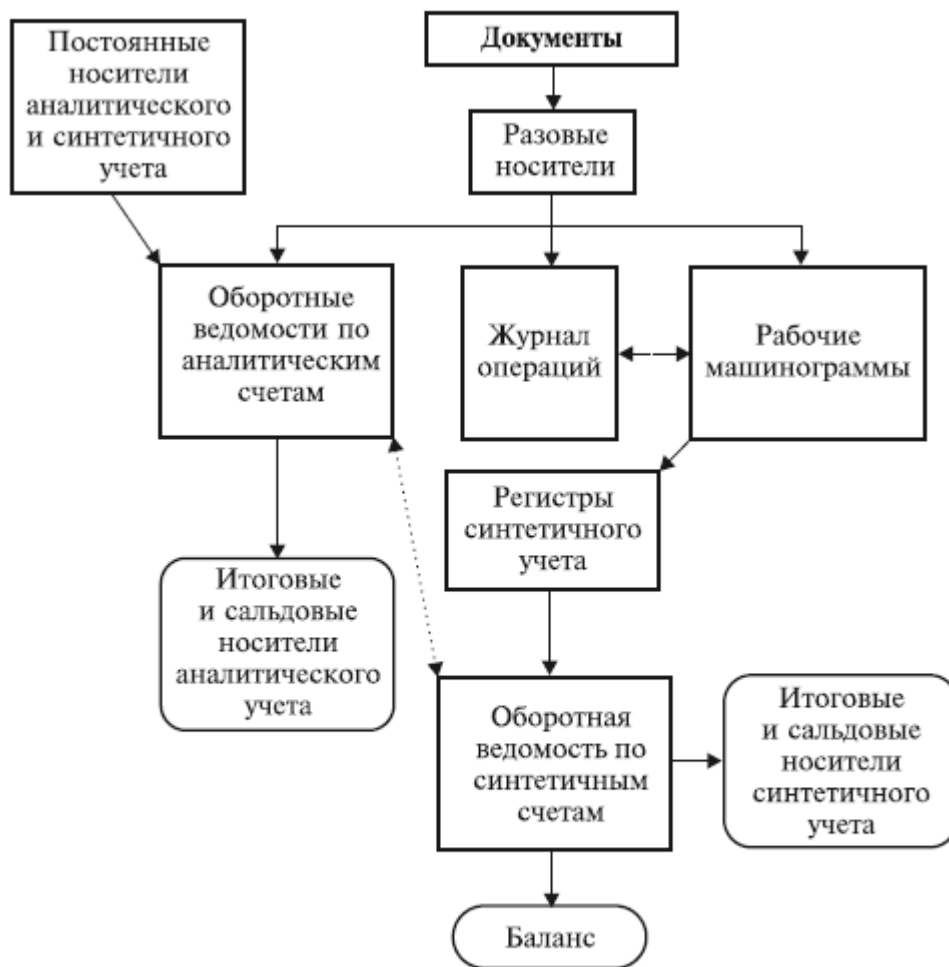 Постоянные
носители
аналитического
и синтетичного
учета
Документы
Разовые
носители
Оборотные
ведомости по
аналитическим
счетам
Журнал
операций
Рабочие
машинограммы
Регистры
синтетичного
учета
Итоговые
и сальдовые
носители
аналитического
учета
Оборотная
ведомость по
синтетичным
счетам
Итоговые
и сальдовые
носители
синтетичного
учета
Баланс